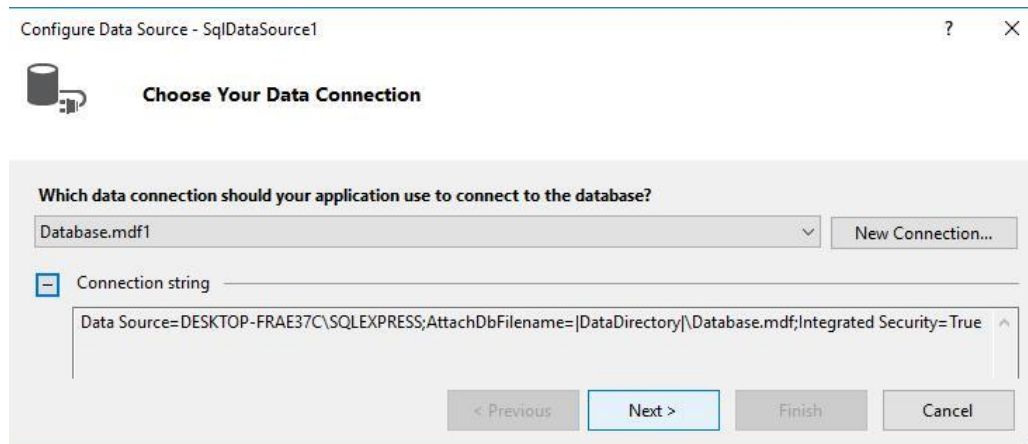 Configure Data Source - SqlDataSource1
Choose Your Data Connection
Which data connection should your application use to connect to the database?
Database.mdf1
New Connection...
Connection string
Data Source=DESKTOP-FRAE37C\SQLEXPRESS;AttachDbFilename=|DataDirectory|\Database.mdf;Integrated Security=True
< Previous
Next >
Finish
Cancel